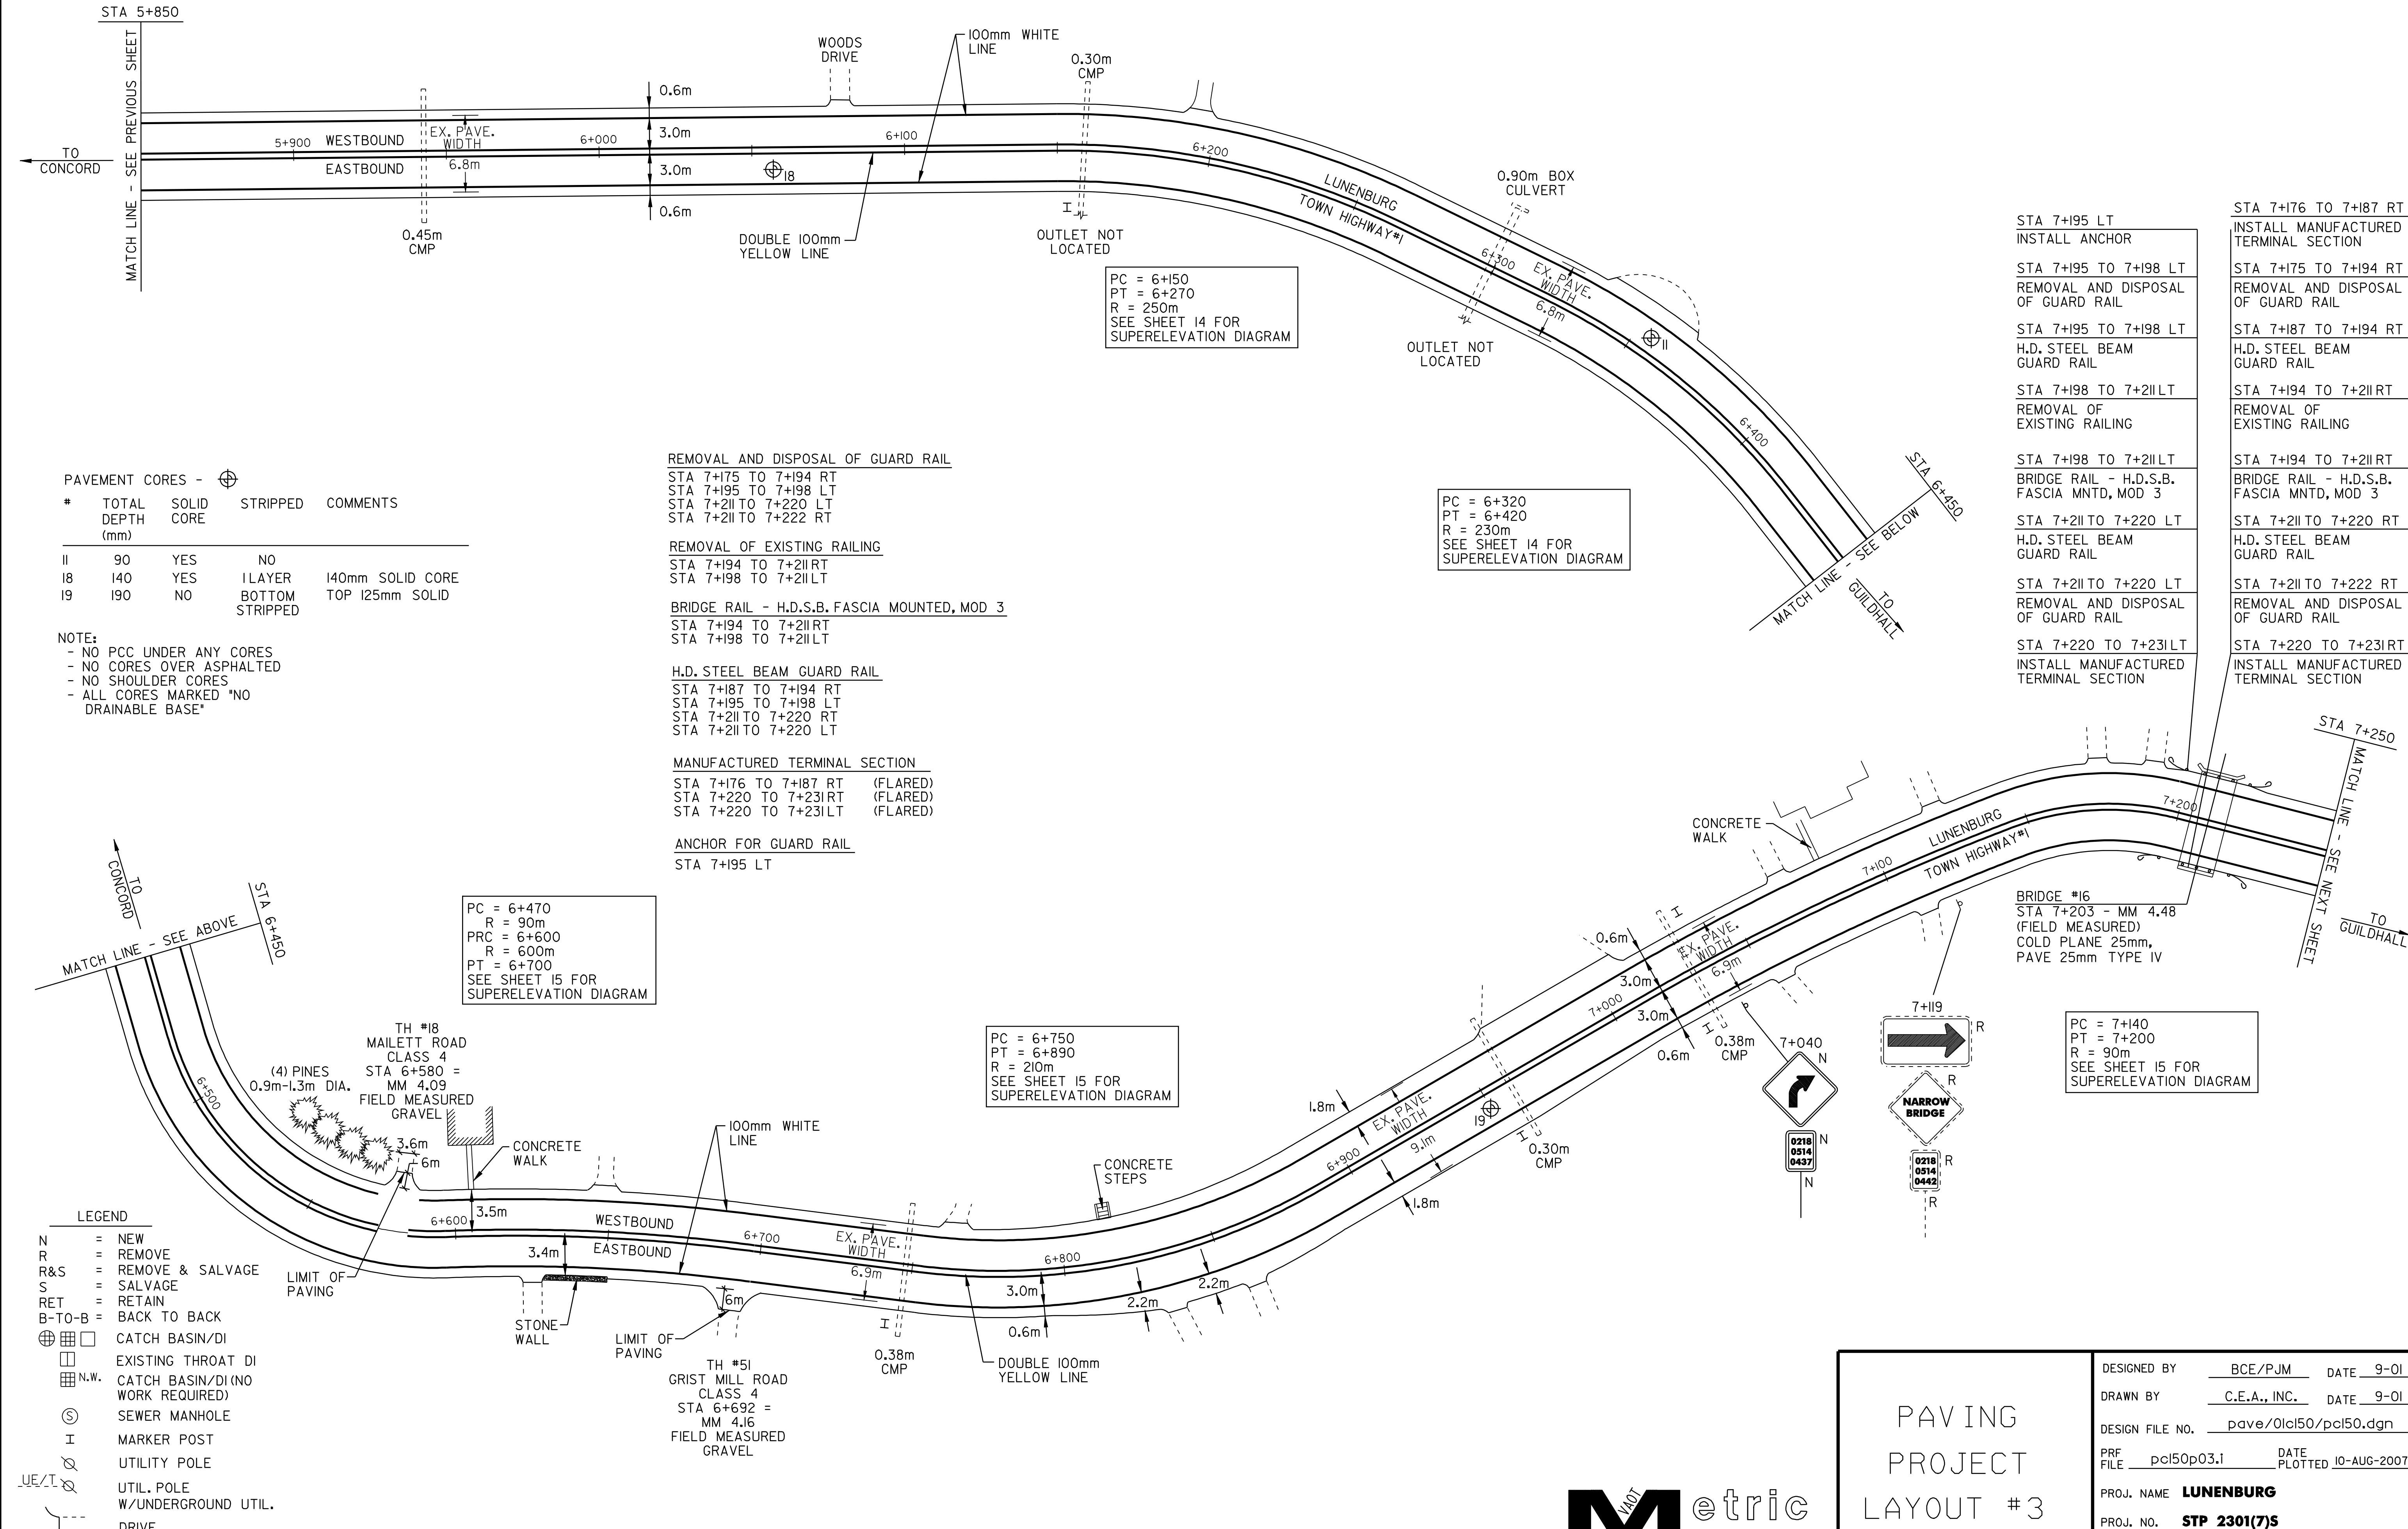 STA 5+850
MATCH LINE - SEE PREVIOUS SHEET
TO
CONCORD
5+900
WESTBOUND
EASTBOUND
EX. PAVE.
WIDTH
6.8m
0.45m
CMP
6+000
0.6m
3.0m
3.0m
0.6m
18
WOODS
DRIVE
100mm WHITE
LINE
6+100
DOUBLE 100mm
YELLOW LINE
0.30m
CMP
OUTLET NOT
LOCATED
6+200
LUNENBURG
TOWN HIGHWAY#1
PC = 6+150
PT = 6+270
R = 250m
SEE SHEET 14 FOR
SUPERELEVATION DIAGRAM
0.90m BOX
CULVERT
6+300
EX. PAVE.
WIDTH
6.8m
OUTLET NOT
LOCATED
11
6+400
STA 6+450
MATCH LINE - SEE BELOW
TO
GUILDHALL
PC = 6+320
PT = 6+420
R = 230m
SEE SHEET 14 FOR
SUPERELEVATION DIAGRAM
STA 7+195 LT
INSTALL ANCHOR
STA 7+195 TO 7+198 LT
REMOVAL AND DISPOSAL
OF GUARD RAIL
STA 7+195 TO 7+198 LT
H.D. STEEL BEAM
GUARD RAIL
STA 7+198 TO 7+211 LT
REMOVAL OF
EXISTING RAILING
STA 7+198 TO 7+211 LT
BRIDGE RAIL - H.D.S.B.
FASCIA MNTD, MOD 3
STA 7+211 TO 7+220 LT
H.D. STEEL BEAM
GUARD RAIL
STA 7+211 TO 7+220 LT
REMOVAL AND DISPOSAL
OF GUARD RAIL
STA 7+220 TO 7+231 LT
INSTALL MANUFACTURED
TERMINAL SECTION
STA 7+176 TO 7+187 RT
INSTALL MANUFACTURED
TERMINAL SECTION
STA 7+175 TO 7+194 RT
REMOVAL AND DISPOSAL
OF GUARD RAIL
STA 7+187 TO 7+194 RT
H.D. STEEL BEAM
GUARD RAIL
STA 7+194 TO 7+211 RT
REMOVAL OF
EXISTING RAILING
STA 7+194 TO 7+211 RT
BRIDGE RAIL - H.D.S.B.
FASCIA MNTD, MOD 3
STA 7+211 TO 7+220 RT
H.D. STEEL BEAM
GUARD RAIL
STA 7+211 TO 7+222 RT
REMOVAL AND DISPOSAL
OF GUARD RAIL
STA 7+220 TO 7+231 RT
INSTALL MANUFACTURED
TERMINAL SECTION
PAVEMENT CORES -
# TOTAL DEPTH (mm) SOLID CORE STRIPPED COMMENTS
11 90 YES NO
18 140 YES 1 LAYER 140mm SOLID CORE
19 190 NO BOTTOM STRIPPED TOP 125mm SOLID
NOTE:
- NO PCC UNDER ANY CORES
- NO CORES OVER ASPHALTED
- NO SHOULDER CORES
- ALL CORES MARKED "NO
DRAINABLE BASE"
REMOVAL AND DISPOSAL OF GUARD RAIL
STA 7+175 TO 7+194 RT
STA 7+195 TO 7+198 LT
STA 7+211 TO 7+220 LT
STA 7+211 TO 7+222 RT
REMOVAL OF EXISTING RAILING
STA 7+194 TO 7+211 RT
STA 7+198 TO 7+211 LT
BRIDGE RAIL - H.D.S.B. FASCIA MOUNTED, MOD 3
STA 7+194 TO 7+211 RT
STA 7+198 TO 7+211 LT
H.D. STEEL BEAM GUARD RAIL
STA 7+187 TO 7+194 RT
STA 7+195 TO 7+198 LT
STA 7+211 TO 7+220 RT
STA 7+211 TO 7+220 LT
MANUFACTURED TERMINAL SECTION
STA 7+176 TO 7+187 RT (FLARED)
STA 7+220 TO 7+231 RT (FLARED)
STA 7+220 TO 7+231 LT (FLARED)
ANCHOR FOR GUARD RAIL
STA 7+195 LT
TO
CONCORD
STA 6+450
MATCH LINE - SEE ABOVE
PC = 6+470
R = 90m
PRC = 6+600
R = 600m
PT = 6+700
SEE SHEET 15 FOR
SUPERELEVATION DIAGRAM
6+500
(4) PINES
0.9m-1.3m DIA.
TH #18
MAILETT ROAD
CLASS 4
STA 6+580 =
MM 4.09
FIELD MEASURED
GRAVEL
3.6m
6m
CONCRETE
WALK
LIMIT OF
PAVING
6+600
3.5m
3.4m
WESTBOUND
EASTBOUND
STONE
WALL
100mm WHITE
LINE
6+700
6m
LIMIT OF
PAVING
TH #51
GRIST MILL ROAD
CLASS 4
STA 6+692 =
MM 4.16
FIELD MEASURED
GRAVEL
EX. PAVE.
WIDTH
6.9m
0.38m
CMP
PC = 6+750
PT = 6+890
R = 210m
SEE SHEET 15 FOR
SUPERELEVATION DIAGRAM
CONCRETE
STEPS
6+800
3.0m
0.6m
DOUBLE 100mm
YELLOW LINE
2.2m
2.2m
1.8m
EX. PAVE.
WIDTH
9.1m
6+900
1.8m
19
0.30m
CMP
7+000
0.6m
3.0m
3.0m
0.6m
EX. PAVE.
WIDTH
6.9m
0.38m
CMP
CONCRETE
WALK
7+100
LUNENBURG
TOWN HIGHWAY#1
7+200
STA 7+250
MATCH LINE - SEE NEXT SHEET
TO
GUILDHALL
BRIDGE #16
STA 7+203 - MM 4.48
(FIELD MEASURED)
COLD PLANE 25mm,
PAVE 25mm TYPE IV
7+040
N
0218
0514
0437
N
N
7+119
R
R
NARROW
BRIDGE
0218
0514
0442
R
R
PC = 7+140
PT = 7+200
R = 90m
SEE SHEET 15 FOR
SUPERELEVATION DIAGRAM
LEGEND
N = NEW
R = REMOVE
R&S = REMOVE & SALVAGE
S = SALVAGE
RET = RETAIN
B-TO-B = BACK TO BACK
CATCH BASIN/DI
EXISTING THROAT DI
N.W. CATCH BASIN/DI (NO
WORK REQUIRED)
S SEWER MANHOLE
MARKER POST
UTILITY POLE
UE/T UTIL. POLE
W/UNDERGROUND UTIL.
DRIVE
VAOT
Metric
PAVING
PROJECT
LAYOUT #3
DESIGNED BY BCE/PJM DATE 9-01
DRAWN BY C.E.A., INC. DATE 9-01
DESIGN FILE NO. pave/01c150/pc150.dgn
PRF FILE pc150p03.i DATE PLOTTED 10-AUG-2007
PROJ. NAME LUNENBURG
PROJ. NO. STP 2301(7)S